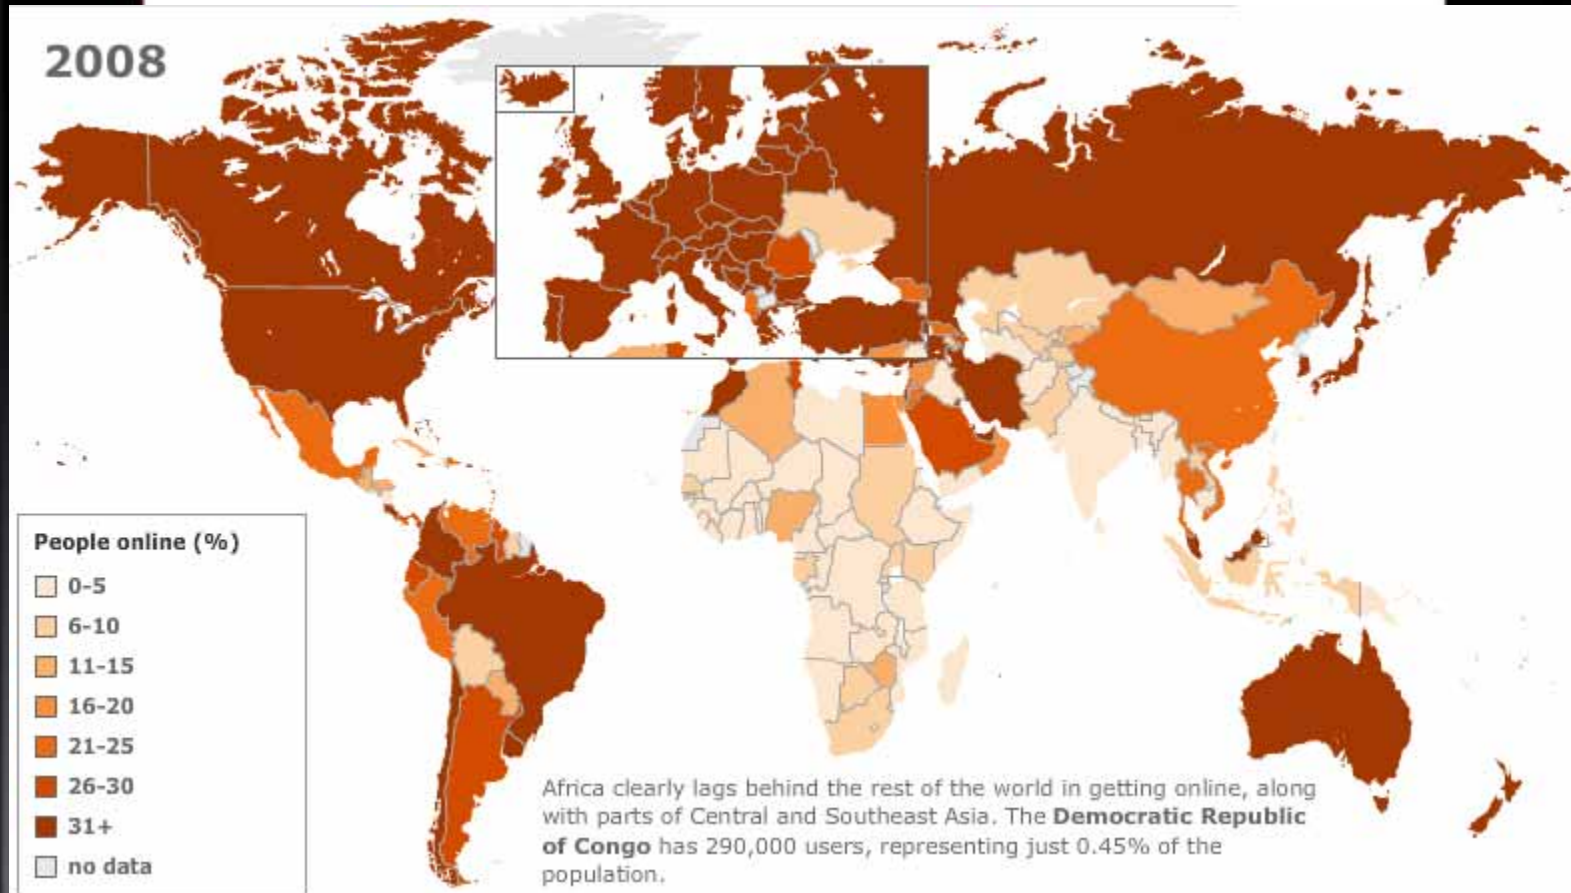 2008
People online (%)
0-5
6-10
11-15
16-20
21-25
26-30
31+
no data
Africa clearly lags behind the rest of the world in getting online, along
with parts of Central and Southeast Asia. The Democratic Republic
of Congo has 290,000 users, representing just 0.45% of the
population.